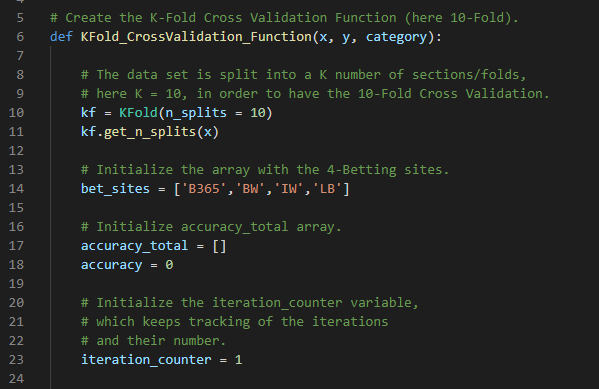 5 # Create the K-Fold Cross Validation Function (here 10-Fold).
6 def KFold_CrossValidation_Function(x, y, category):
7
8 # The data set is split into a K number of sections/folds,
9 # here K = 10, in order to have the 10-Fold Cross Validation.
10 kf = KFold(n_splits = 10)
11 kf.get_n_splits(x)
12
13 # Initialize the array with the 4-Betting sites.
14 bet_sites = ['B365','BW','IW','LB']
15
16 # Initialize accuracy_total array.
17 accuracy_total = []
18 accuracy = 0
19
20 # Initialize the iteration_counter variable,
21 # which keeps tracking of the iterations
22 # and their number.
23 iteration_counter = 1
24